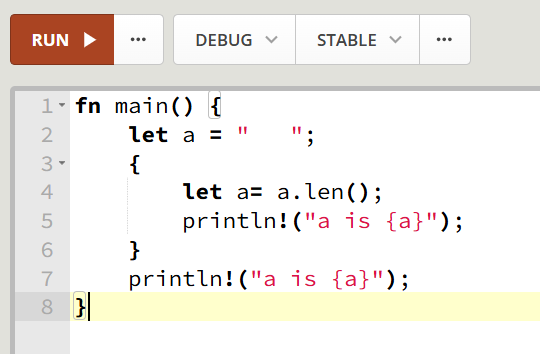 RUN ▶ ··· DEBUG STABLE ···
1 fn main() {
2     let a = "   ";
3     {
4         let a= a.len();
5         println!("a is {a}");
6     }
7     println!("a is {a}");
8 }